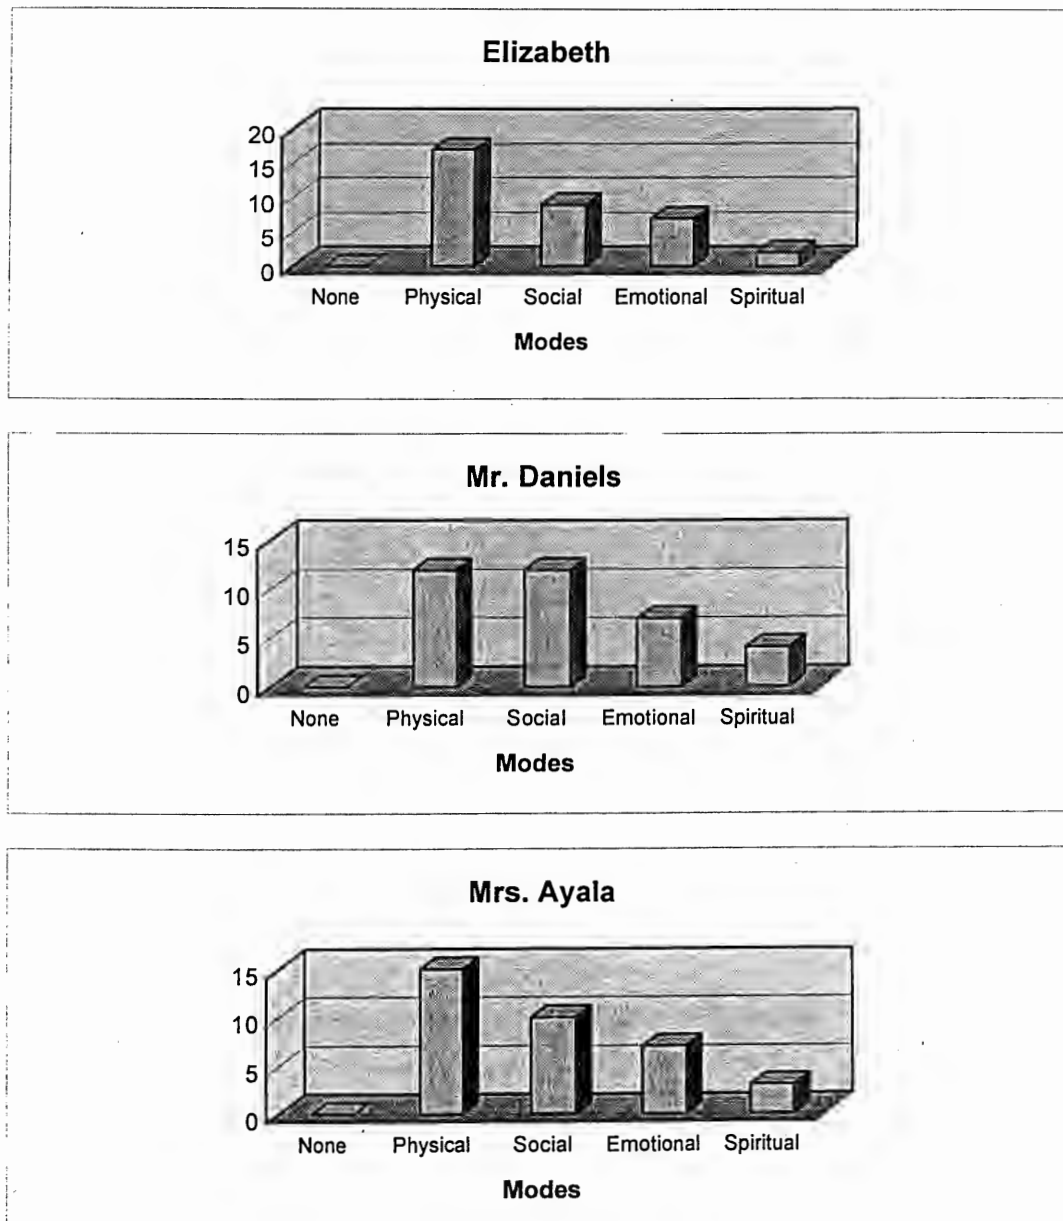 Elizabeth
20
15
10
5
0
None Physical Social Emotional Spiritual
Modes
Mr. Daniels
15
10
5
0
None Physical Social Emotional Spiritual
Modes
Mrs. Ayala
15
10
5
0
None Physical Social Emotional Spiritual
Modes